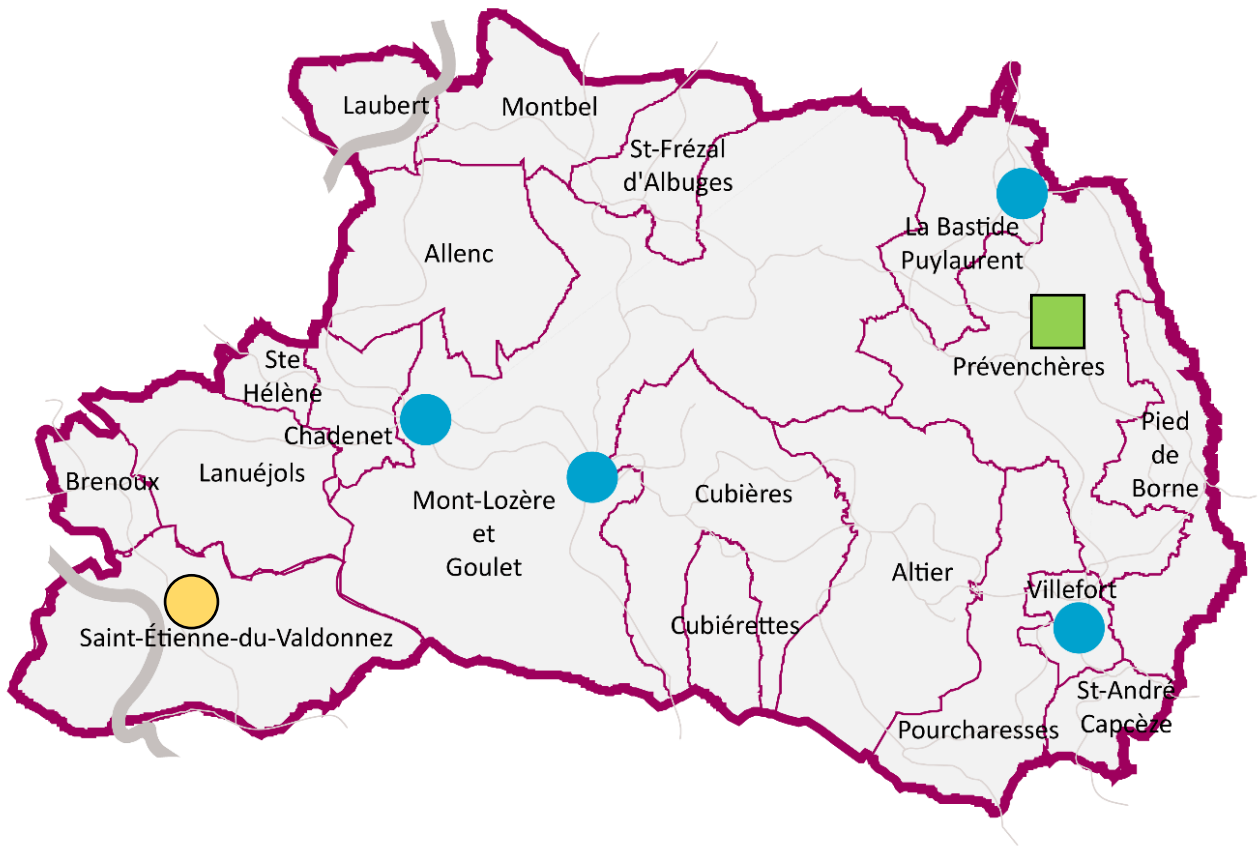 Laubert
Montbel
St-Frézal
d'Albuges
La Bastide
Puylaurent
Allenc
Prévenchères
Ste
Hélène
Chadenet
Pied
de
Borne
Brenoux
Lanuéjols
Mont-Lozère
et
Goulet
Cubières
Altier
Villefort
Cubiérettes
Saint-Étienne-du-Valdonnez
St-André
Capcèze
Pourcharesses